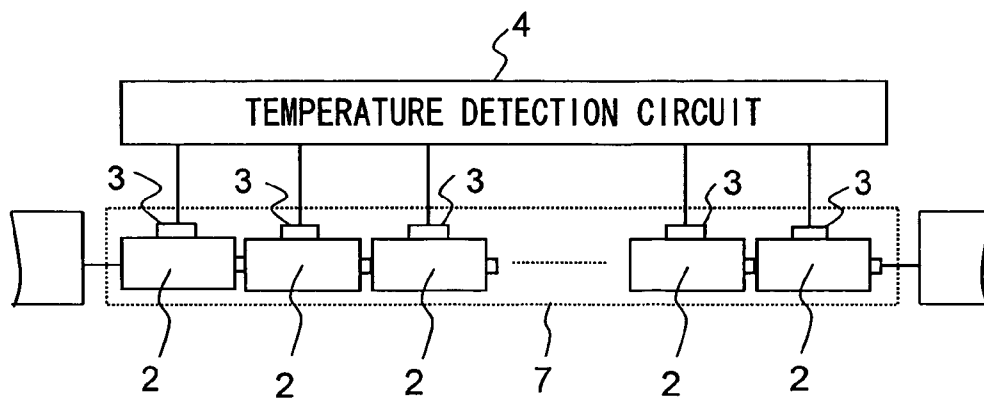 4
TEMPERATURE DETECTION CIRCUIT
3 3 3 3 3
2 2 2 7 2 2